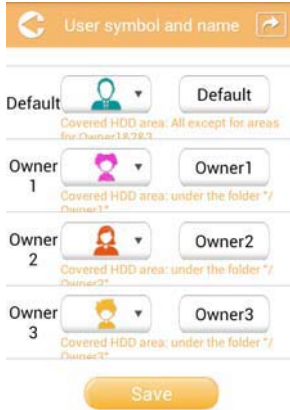 User symbol and name
Default
Default
Covered HDD area: All except for areas
for Owner1&2&3
Owner
1
Owner1
Covered HDD area: under the folder "/
Owner1"
Owner
2
Owner2
Covered HDD area: under the folder "/
Owner2"
Owner
3
Owner3
Covered HDD area: under the folder "/
Owner3"
Save